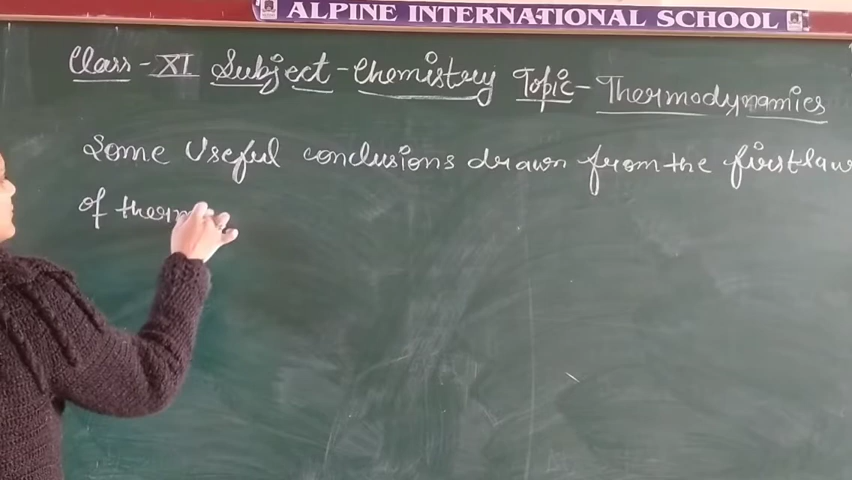 ALPINE INTERNATIONAL SCHOOL
Class - XI Subject - Chemistry Topic - Thermodynamics
Some Useful conclusions drawn from the first law
of therm